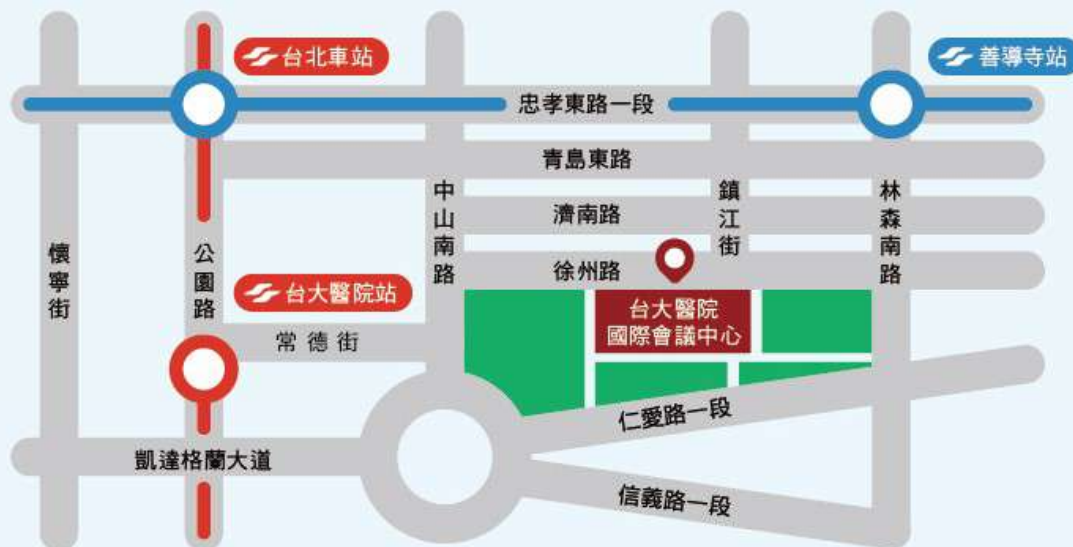 台北車站
善導寺站
忠孝東路一段
青島東路
中山南路
鎮江街
林森南路
濟南路
懷寧街
公園路
徐州路
台大醫院站
台大醫院
國際會議中心
常德街
仁愛路一段
凱達格蘭大道
信義路一段